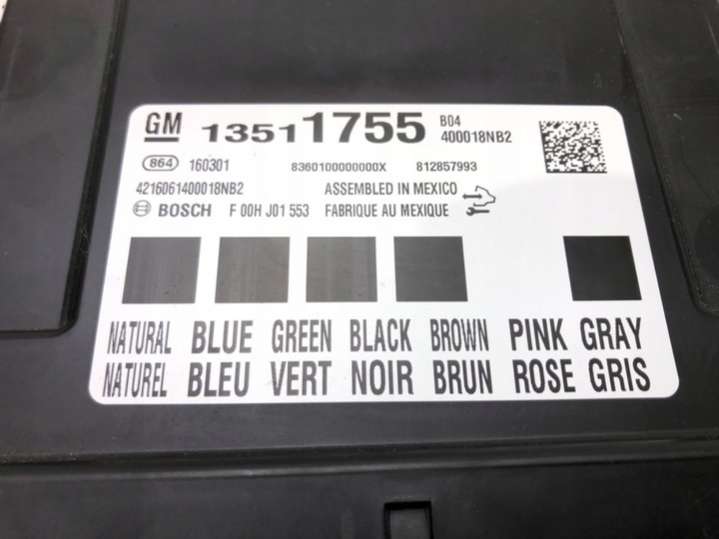 GM 13511755 B04
400018NB2
864 160301 8360100000000X 812857993
4216061400018NB2 ASSEMBLED IN MEXICO
BOSCH F 00H J01 553 FABRIQUE AU MEXIQUE
NATURAL BLUE GREEN BLACK BROWN PINK GRAY
NATUREL BLEU VERT NOIR BRUN ROSE GRIS